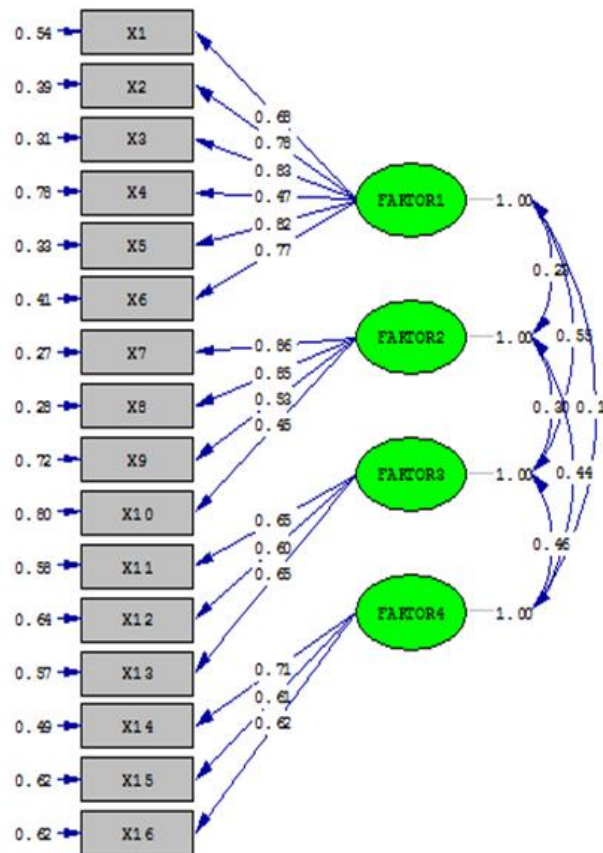 0.54 X1
0.39 X2
0.31 X3
0.78 X4
0.33 X5
0.41 X6
0.27 X7
0.28 X8
0.72 X9
0.80 X10
0.58 X11
0.64 X12
0.57 X13
0.49 X14
0.62 X15
0.62 X16
0.68
0.78
0.83
0.47
0.82
0.77
0.86
0.85
0.53
0.45
0.65
0.60
0.65
0.71
0.61
0.62
FAKTOR1 1.00
FAKTOR2 1.00
FAKTOR3 1.00
FAKTOR4 1.00
0.55
0.30
0.44
0.46